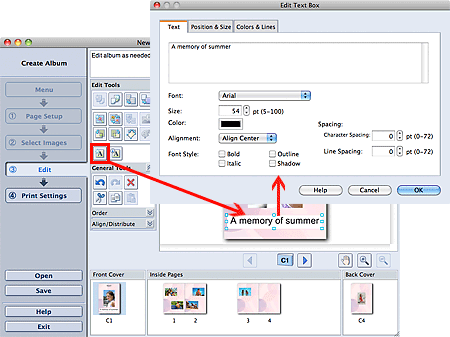 Edit Text Box
Text
Position & Size
Colors & Lines
A memory of summer
Font:
Arial
Size:
54
pt (5-100)
Color:
Spacing:
Alignment:
Align Center
Character Spacing:
0
pt (0-72)
Font Style:
Bold
Outline
Line Spacing:
0
pt (0-72)
Italic
Shadow
Help
Cancel
OK
New
Create Album
Edit album as needed
Menu
Edit Tools
① Page Setup
② Select Images
③ Edit
④ Print Settings
A
A
General Tools
Order
Align/Distribute
A memory of summer
C1
Open
Save
Help
Exit
Front Cover
Inside Pages
Back Cover
C1
1
2
3
4
C4